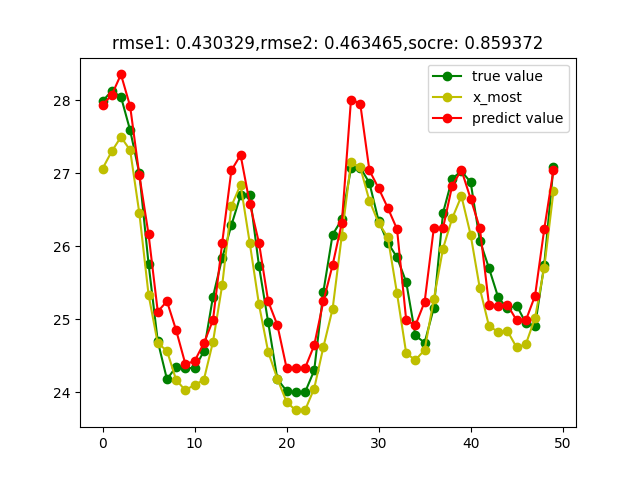 rmse1: 0.430329,rmse2: 0.463465,socre: 0.859372
true value
x_most
predict value
28
27
26
25
24
0 10 20 30 40 50